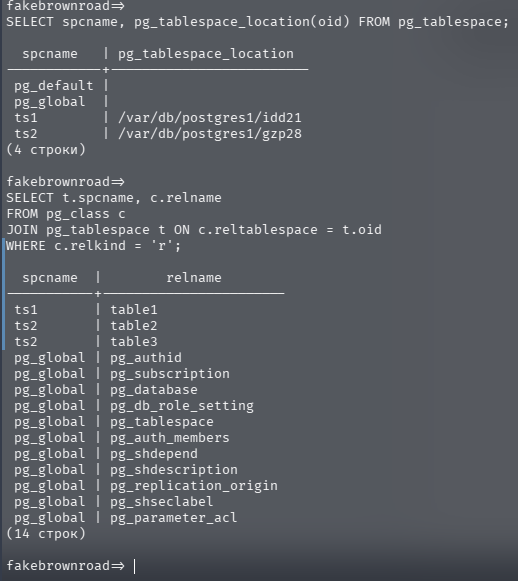 fakebrownroad=>
SELECT spcname, pg_tablespace_location(oid) FROM pg_tablespace;
spcname | pg_tablespace_location
------------+------------------------
pg_default |
pg_global |
ts1 | /var/db/postgres1/idd21
ts2 | /var/db/postgres1/gzp28
(4 строки)
fakebrownroad=>
SELECT t.spcname, c.relname
FROM pg_class c
JOIN pg_tablespace t ON c.reltablespace = t.oid
WHERE c.relkind = 'r';
spcname | relname
-----------+-----------------------
ts1 | table1
ts2 | table2
ts2 | table3
pg_global | pg_authid
pg_global | pg_subscription
pg_global | pg_database
pg_global | pg_db_role_setting
pg_global | pg_tablespace
pg_global | pg_auth_members
pg_global | pg_shdepend
pg_global | pg_shdescription
pg_global | pg_replication_origin
pg_global | pg_shseclabel
pg_global | pg_parameter_acl
(14 строк)
fakebrownroad=>